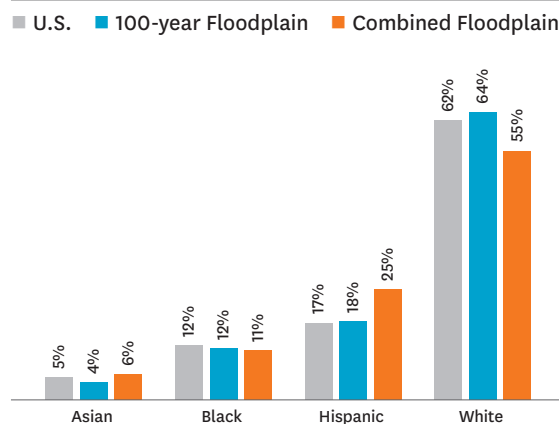 U.S. 100-year Floodplain Combined Floodplain
5% 4% 6% 12% 12% 11% 17% 18% 25% 62% 64% 55%
Asian Black Hispanic White